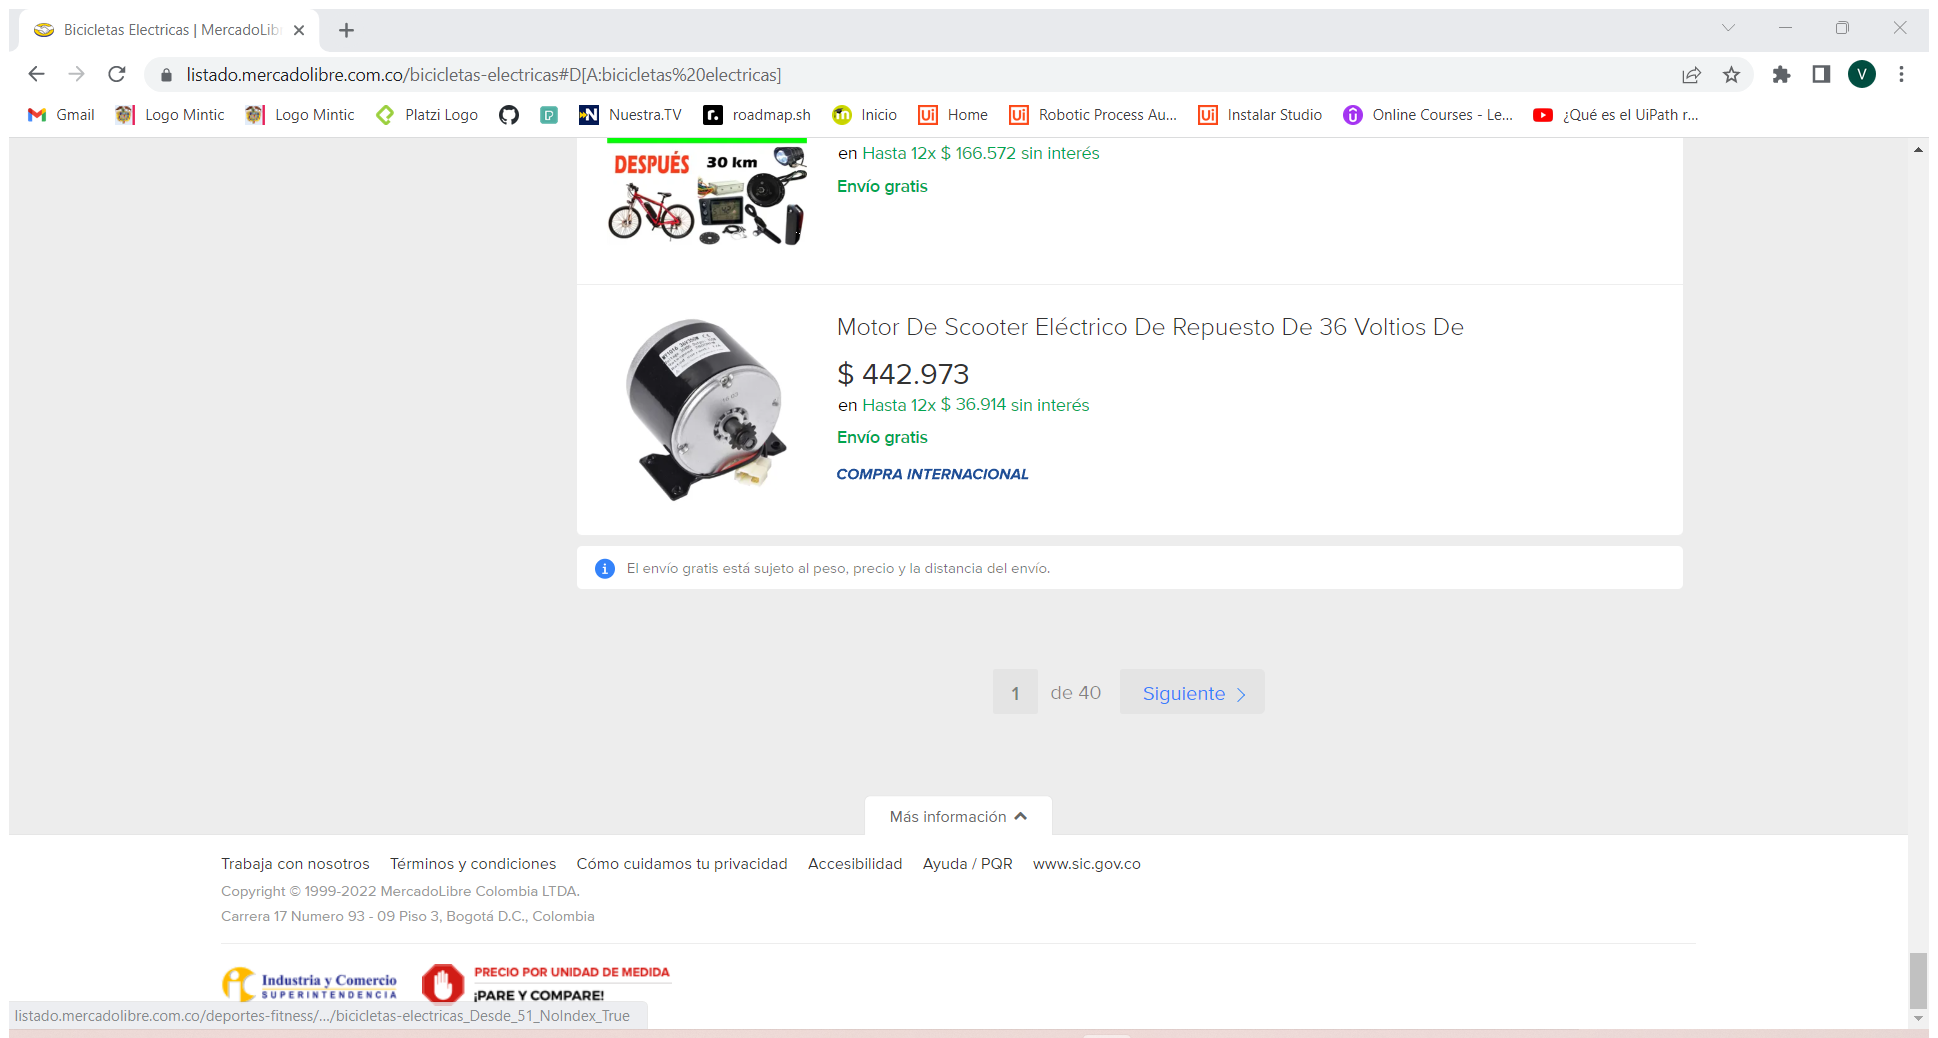 Bicicletas Electricas | MercadoLib
listado.mercadolibre.com.co/bicicletas-electricas#D[A:bicicletas%20electricas]
V
Gmail Logo Mintic Logo Mintic Platzi Logo Nuestra.TV roadmap.sh Inicio Home Robotic Process Au... Instalar Studio Online Courses - Le... ¿Qué es el UiPath r...
DESPUÉS 30 km
en Hasta 12x $ 166.572 sin interés
Envío gratis
Motor De Scooter Eléctrico De Repuesto De 36 Voltios De
$ 442.973
en Hasta 12x $ 36.914 sin interés
Envío gratis
COMPRA INTERNACIONAL
El envío gratis está sujeto al peso, precio y la distancia del envío.
1 de 40 Siguiente
Más información
Trabaja con nosotros Términos y condiciones Cómo cuidamos tu privacidad Accesibilidad Ayuda / PQR www.sic.gov.co
Copyright © 1999-2022 MercadoLibre Colombia LTDA.
Carrera 17 Numero 93 - 09 Piso 3, Bogotá D.C., Colombia
Industria y Comercio
SUPERINTENDENCIA
PRECIO POR UNIDAD DE MEDIDA
¡PARE Y COMPARE!
listado.mercadolibre.com.co/deportes-fitness/.../bicicletas-electricas_Desde_51_NoIndex_True